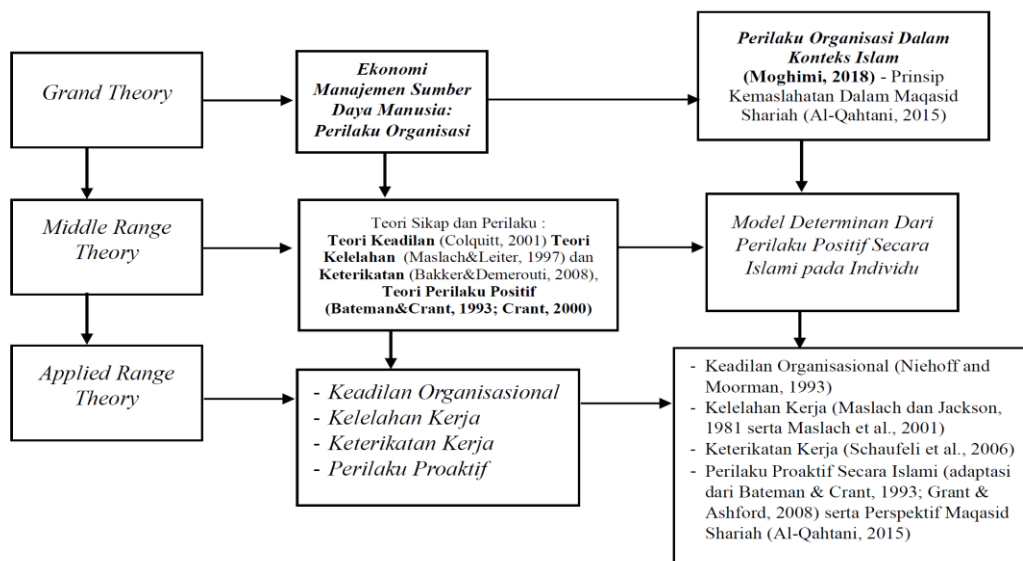 Grand Theory
Ekonomi
Manajemen Sumber
Daya Manusia:
Perilaku Organisasi
Perilaku Organisasi Dalam
Konteks Islam
(Moghimi, 2018) - Prinsip
Kemaslahatan Dalam Maqasid
Shariah (Al-Qahtani, 2015)
Middle Range
Theory
Teori Sikap dan Perilaku :
Teori Keadilan (Colquitt, 2001) Teori
Kelelahan (Maslach&Leiter, 1997) dan
Keterikatan (Bakker&Demerouti, 2008),
Teori Perilaku Positif
(Bateman&Crant, 1993; Crant, 2000)
Model Determinan Dari
Perilaku Positif Secara
Islami pada Individu
Applied Range
Theory
- Keadilan Organisasional
- Kelelahan Kerja
- Keterikatan Kerja
- Perilaku Proaktif
- Keadilan Organisasional (Niehoff and
Moorman, 1993)
- Kelelahan Kerja (Maslach dan Jackson,
1981 serta Maslach et al., 2001)
- Keterikatan Kerja (Schaufeli et al., 2006)
- Perilaku Proaktif Secara Islami (adaptasi
dari Bateman & Crant, 1993; Grant &
Ashford, 2008) serta Perspektif Maqasid
Shariah (Al-Qahtani, 2015)